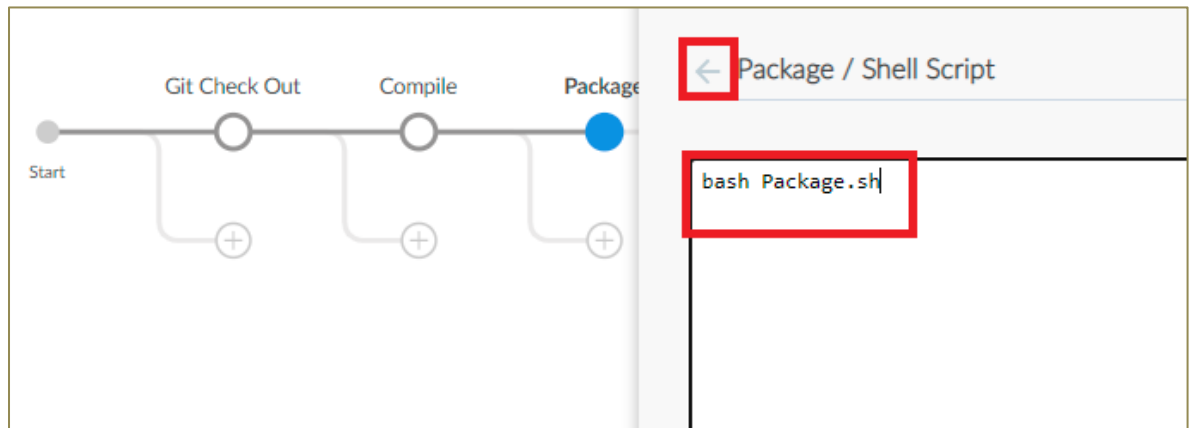 Git Check Out
Compile
Package
Start
Package / Shell Script
bash Package.sh